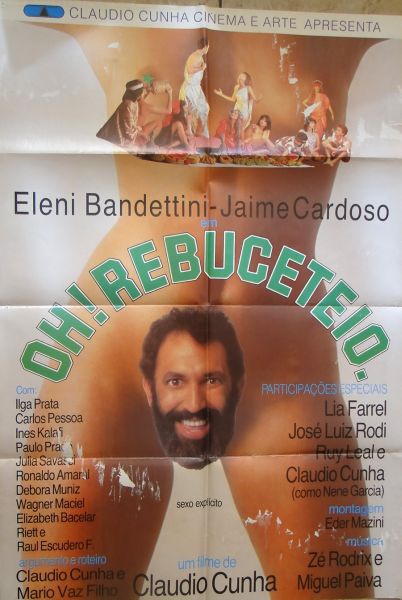 CLAUDIO CUNHA CINEMA E ARTE APRESENTA
Eleni Bandettini-Jaime Cardoso
em
OH! REBUCETEIO.
Com:
Ilga Prata
Carlos Pessoa
Ines Kalaf
Paulo Prado
Julia Savassi
Ronaldo Amaral
Debora Muniz
Wagner Maciel
Elizabeth Bacelar
Riett e
Raul Escudero F.
argumento e roteiro
Claudio Cunha e
Mario Vaz Filho
sexo explícito
um filme de
Claudio Cunha
PARTICIPAÇÕES ESPECIAIS
Lia Farrel
José Luiz Rodi
Ruy Leal e
Claudio Cunha
(como Nene Garcia)
montagem
Eder Mazini
música
Zé Rodrix e
Miguel Paiva